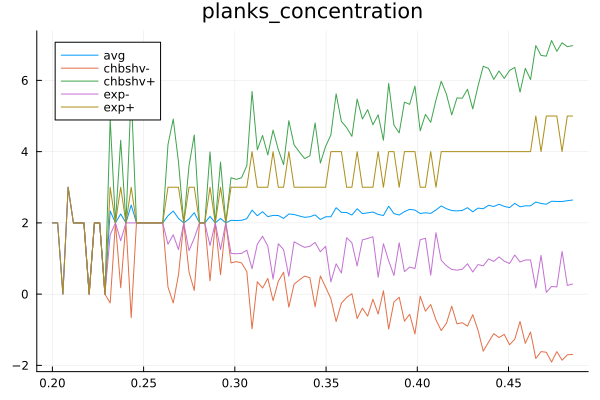 planks_concentration
avg
chbshv-
chbshv+
exp-
exp+
6
4
2
0
−2
0.20 0.25 0.30 0.35 0.40 0.45